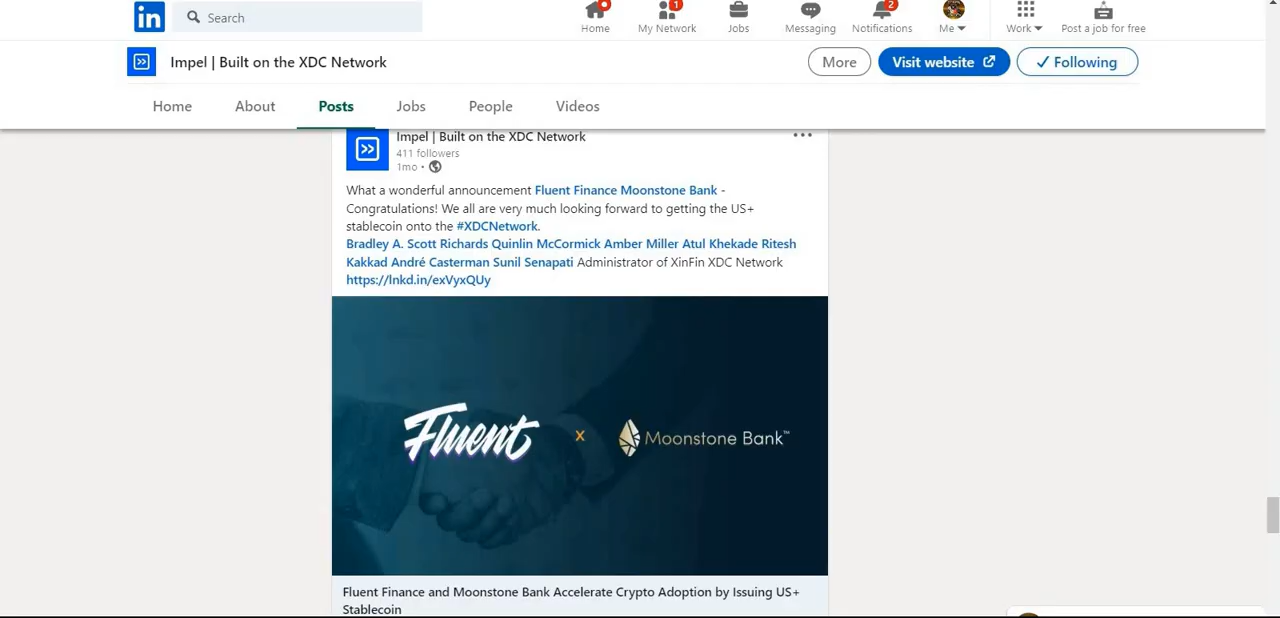 in
Search
Home
1
My Network
Jobs
Messaging
2
Notifications
Me
Work
Post a job for free
Impel | Built on the XDC Network
More
Visit website
✓ Following
Home
About
Posts
Jobs
People
Videos
Impel | Built on the XDC Network
411 followers
1mo •
What a wonderful announcement Fluent Finance Moonstone Bank -
Congratulations! We all are very much looking forward to getting the US+
stablecoin onto the #XDCNetwork.
Bradley A. Scott Richards Quinlin McCormick Amber Miller Atul Khekade Ritesh
Kakkad André Casterman Sunil Senapati Administrator of XinFin XDC Network
https://lnkd.in/exVyxQUy
Fluent x Moonstone Bank™
Fluent Finance and Moonstone Bank Accelerate Crypto Adoption by Issuing US+
Stablecoin